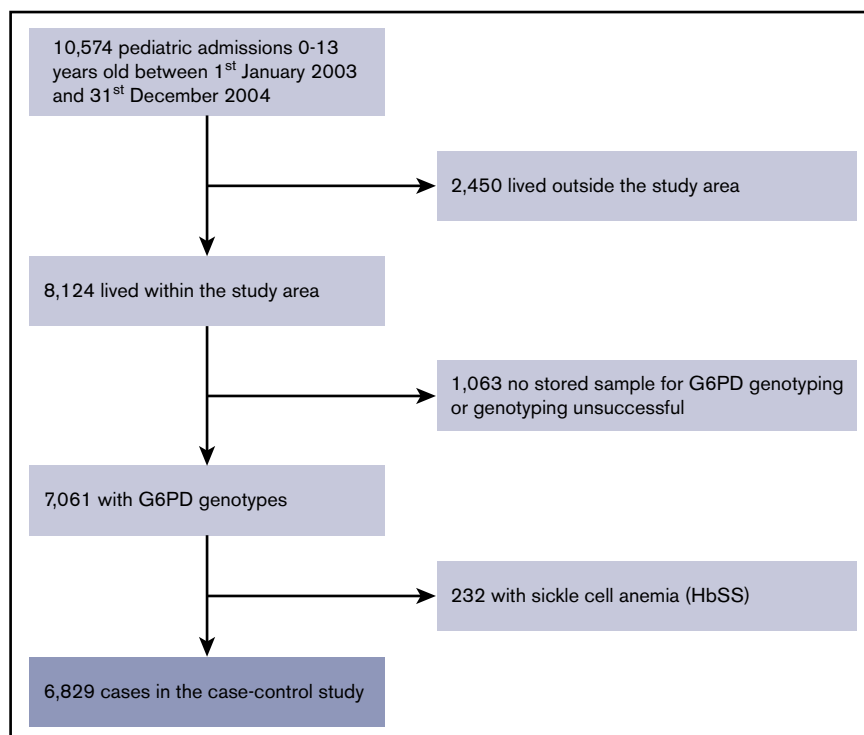 10,574 pediatric admissions 0-13
years old between 1st January 2003
and 31st December 2004
2,450 lived outside the study area
8,124 lived within the study area
1,063 no stored sample for G6PD genotyping
or genotyping unsuccessful
7,061 with G6PD genotypes
232 with sickle cell anemia (HbSS)
6,829 cases in the case-control study